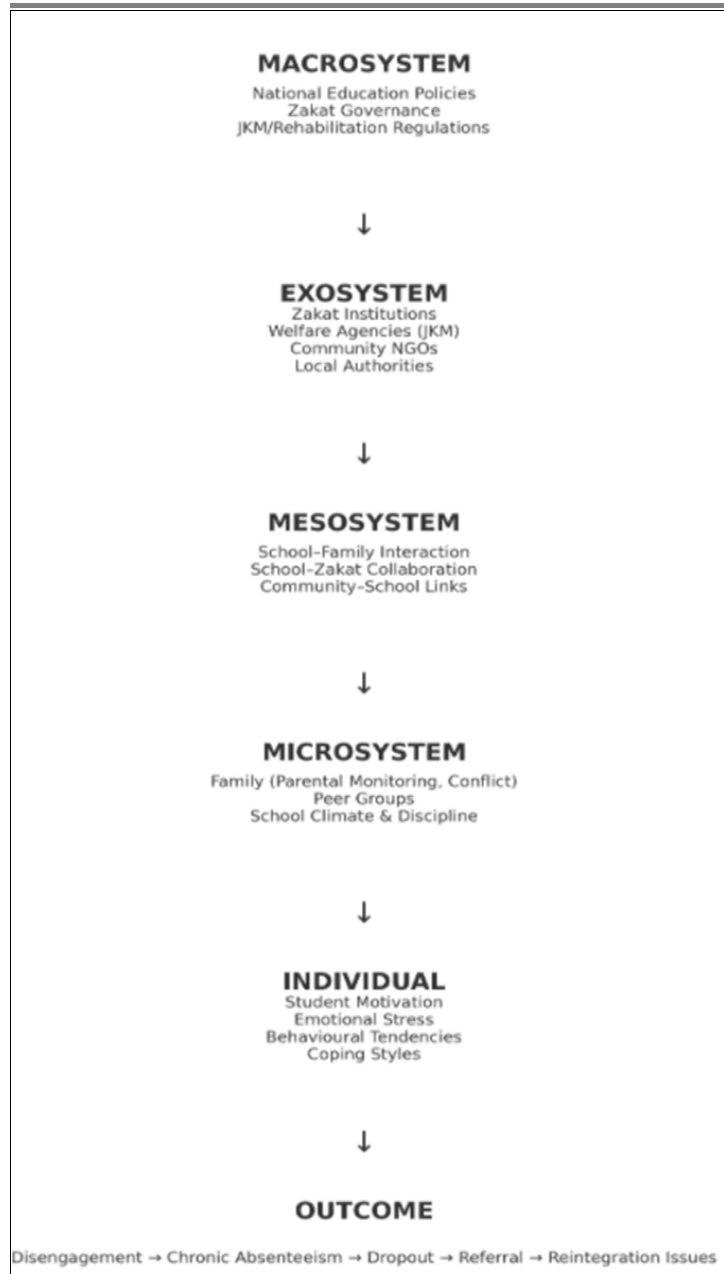 MACROSYSTEM
National Education Policies
Zakat Governance
JKM/Rehabilitation Regulations
↓
EXOSYSTEM
Zakat Institutions
Welfare Agencies (JKM)
Community NGOs
Local Authorities
↓
MESOSYSTEM
School–Family Interaction
School–Zakat Collaboration
Community–School Links
↓
MICROSYSTEM
Family (Parental Monitoring, Conflict)
Peer Groups
School Climate & Discipline
↓
INDIVIDUAL
Student Motivation
Emotional Stress
Behavioural Tendencies
Coping Styles
↓
OUTCOME
Disengagement → Chronic Absenteeism → Dropout → Referral → Reintegration Issues